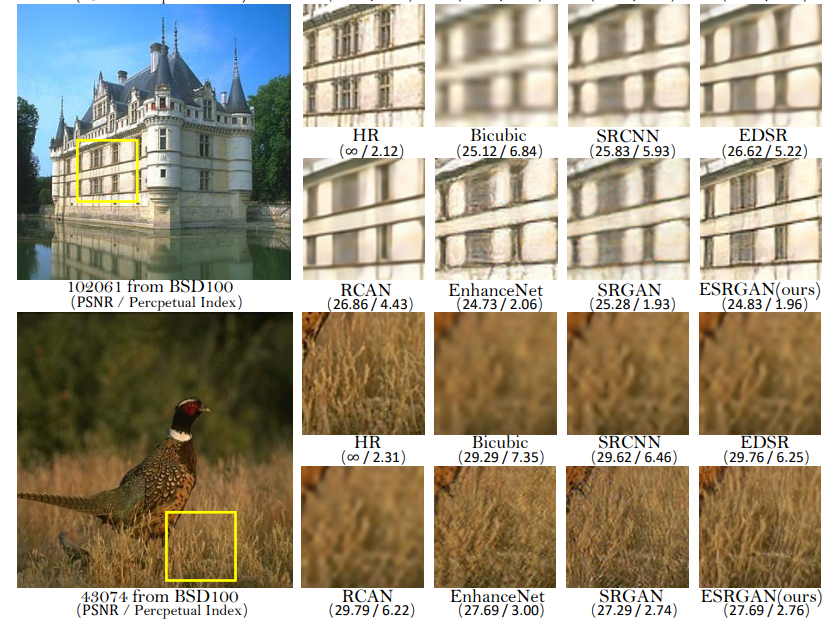 HR Bicubic SRCNN EDSR
(∞ / 2.12) (25.12 / 6.84) (25.83 / 5.93) (26.62 / 5.22)
RCAN EnhanceNet SRGAN ESRGAN(ours)
(26.86 / 4.43) (24.73 / 2.06) (25.28 / 1.93) (24.83 / 1.96)
102061 from BSD100
(PSNR / Percpetual Index)
HR Bicubic SRCNN EDSR
(∞ / 2.31) (29.29 / 7.35) (29.62 / 6.46) (29.76 / 6.25)
RCAN EnhanceNet SRGAN ESRGAN(ours)
(29.79 / 6.22) (27.69 / 3.00) (27.29 / 2.74) (27.69 / 2.76)
43074 from BSD100
(PSNR / Percpetual Index)